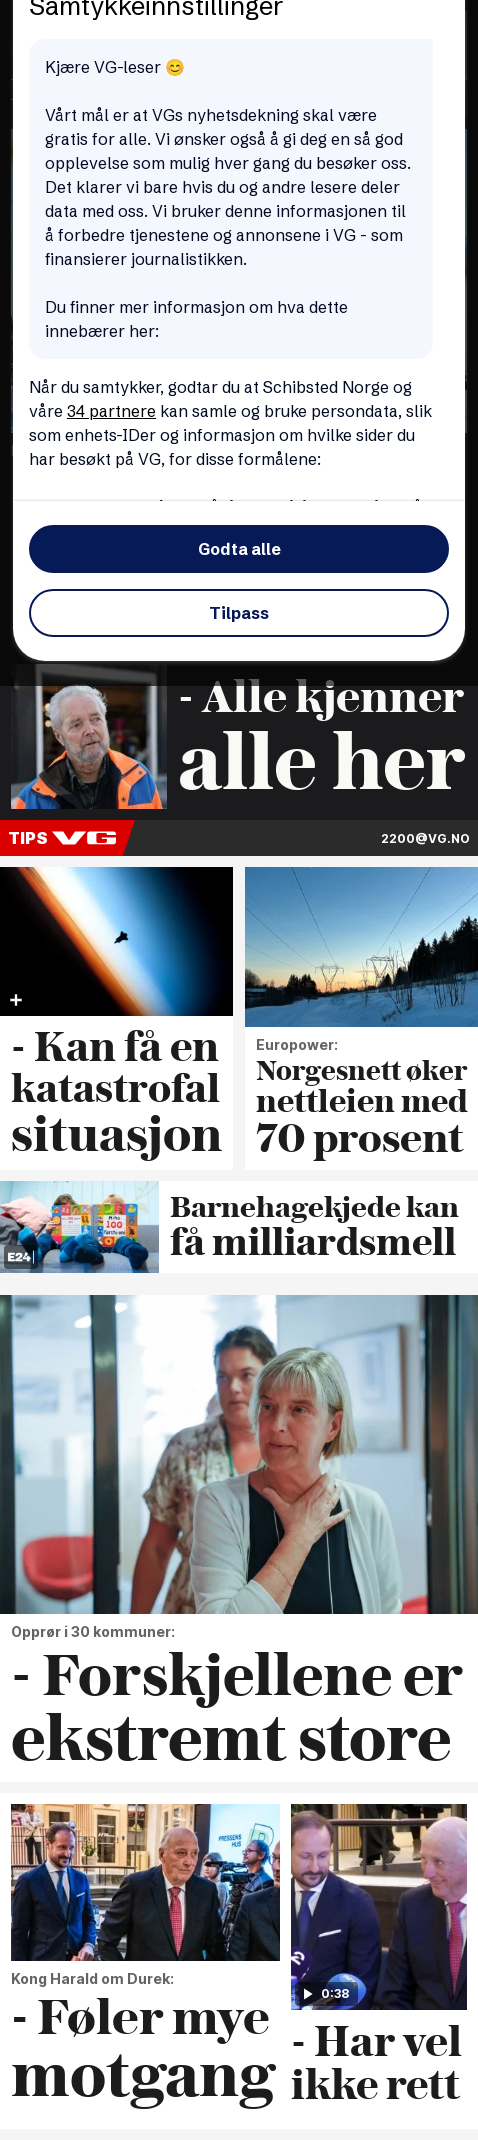 Samtykkeinnstillinger
Kjære VG-leser 😊
Vårt mål er at VGs nyhetsdekning skal være
gratis for alle. Vi ønsker også å gi deg en så god
opplevelse som mulig hver gang du besøker oss.
Det klarer vi bare hvis du og andre lesere deler
data med oss. Vi bruker denne informasjonen til
å forbedre tjenestene og annonsene i VG - som
finansierer journalistikken.
Du finner mer informasjon om hva dette
innebærer her:
Når du samtykker, godtar du at Schibsted Norge og
våre 34 partnere kan samle og bruke persondata, slik
som enhets-IDer og informasjon om hvilke sider du
har besøkt på VG, for disse formålene:
Godta alle
Tilpass
- Alle kjenner
alle her
TIPS VG
2200@VG.NO
- Kan få en
katastrofal
situasjon
Europower:
Norgesnett øker
nettleien med
70 prosent
Barnehagekjede kan
få milliardsmell
E24
Opprør i 30 kommuner:
- Forskjellene er
ekstremt store
PRESSENS
HUS
Kong Harald om Durek:
- Føler mye
motgang
0:38
- Har vel
ikke rett